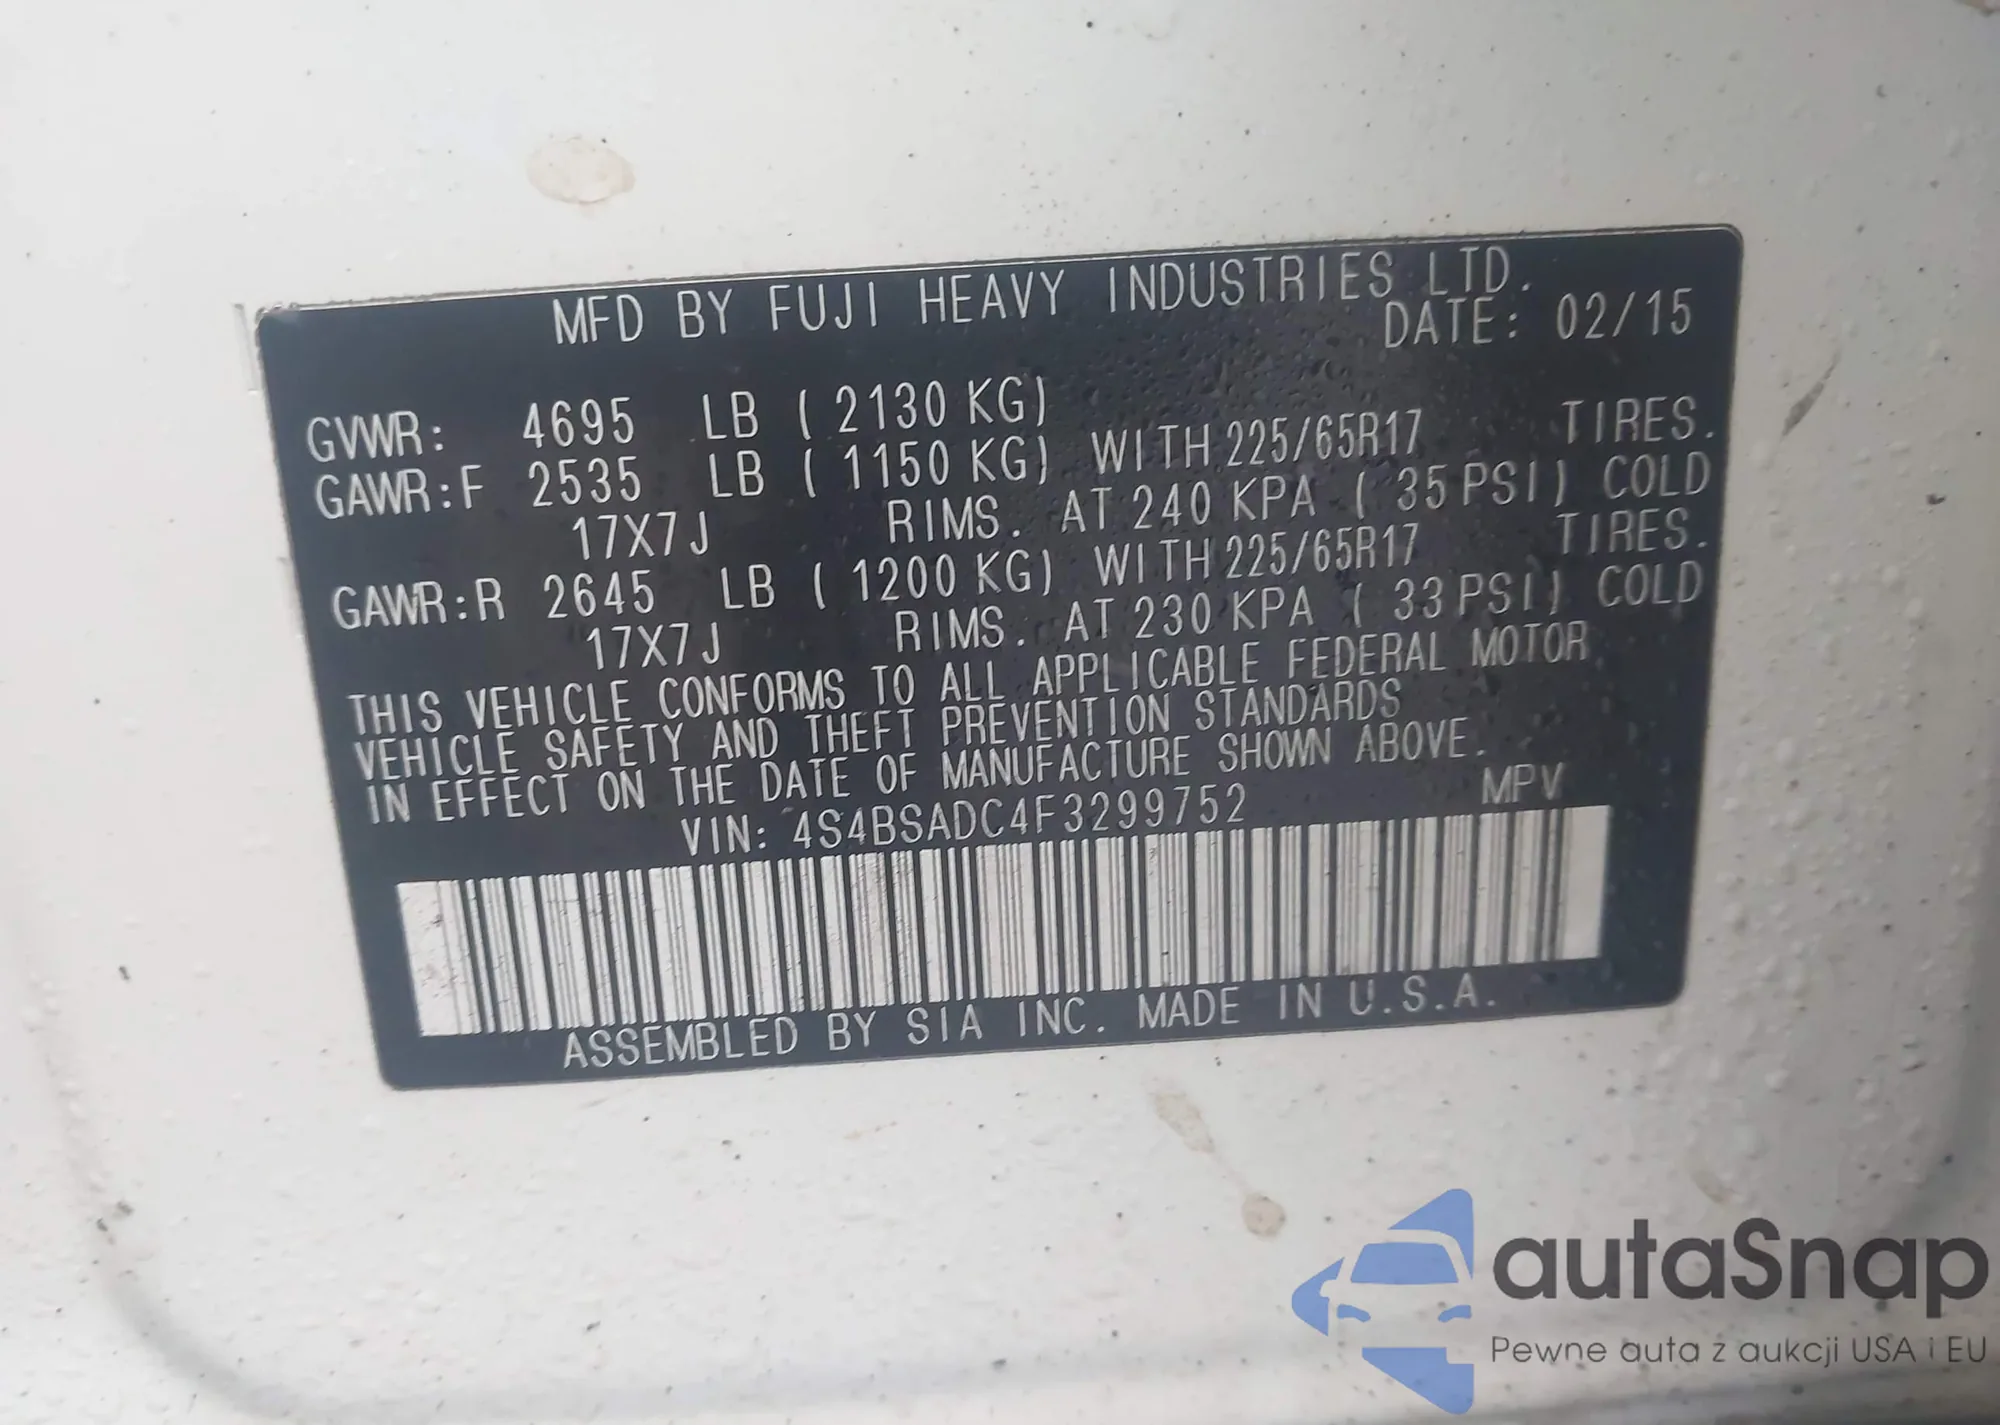 MFD BY FUJI HEAVY INDUSTRIES LTD.
DATE: 02/15
GVWR: 4695 LB ( 2130 KG)
GAWR:F 2535 LB ( 1150 KG) WITH 225/65R17 TIRES.
17X7J RIMS. AT 240 KPA ( 35 PSI) COLD
GAWR:R 2645 LB ( 1200 KG) WITH 225/65R17 TIRES.
17X7J RIMS. AT 230 KPA ( 33 PSI) COLD
THIS VEHICLE CONFORMS TO ALL APPLICABLE FEDERAL MOTOR
VEHICLE SAFETY AND THEFT PREVENTION STANDARDS
IN EFFECT ON THE DATE OF MANUFACTURE SHOWN ABOVE.
VIN: 4S4BSADC4F3299752 MPV
ASSEMBLED BY SIA INC. MADE IN U.S.A.
autaSnap
Pewne auta z aukcji USA i EU